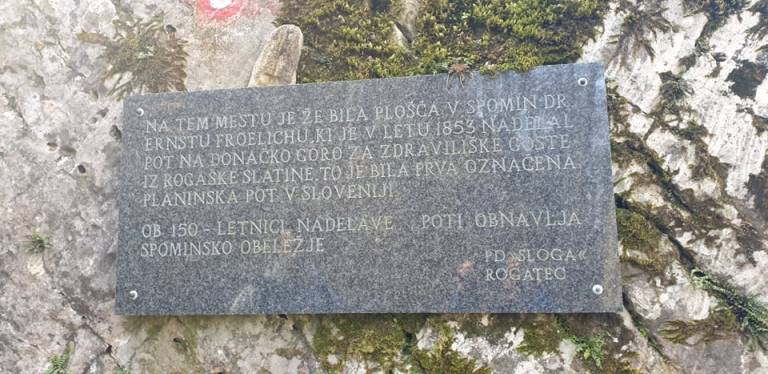 NA TEM MESTU JE ŽE BILA PLOŠČA V SPOMIN DR.
ERNSTU FROELICHU, KI JE V LETU 1853 NADELAL
POT NA DONAČKO GORO ZA ZDRAVILIŠKE GOSTE
IZ ROGAŠKE SLATINE, TO JE BILA PRVA OZNAČENA
PLANINSKA POT V SLOVENIJI.
OB 150-LETNICI NADELAVE POTI OBNAVLJA
SPOMINSKO OBELEŽJE
PD »SLOGA«
ROGATEC